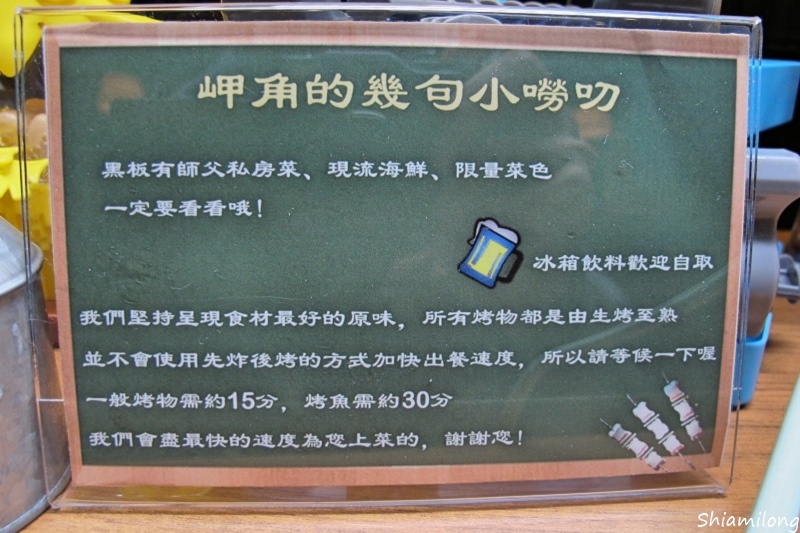 岬角的幾句小嘮叨
黑板有師父私房菜、現流海鮮、限量菜色
一定要看看哦！
冰箱飲料歡迎自取
我們堅持呈現食材最好的原味，所有烤物都是由生烤至熟
並不會使用先炸後烤的方式加快出餐速度，所以請等候一下喔
一般烤物需約15分，烤魚需約30分
我們會盡最快的速度為您上菜的，謝謝您！
Shiamilong